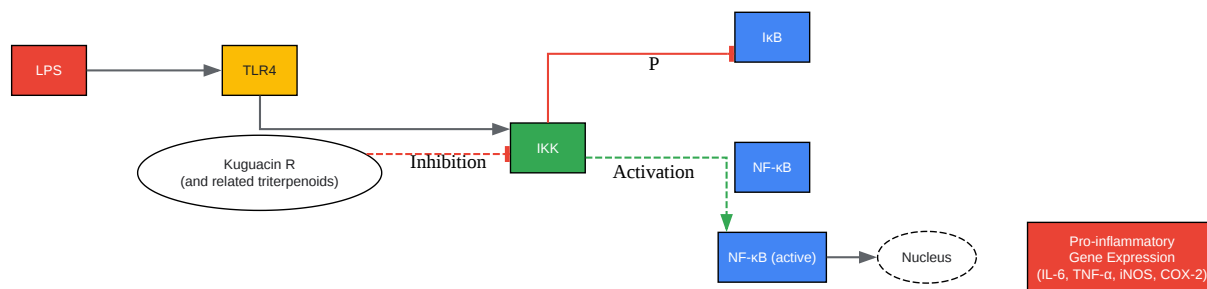 IκB
P
LPS
TLR4
IKK
Kuguacin R
(and related triterpenoids)
Inhibition
Activation
NF-κB
NF-κB (active)
Nucleus
Pro-inflammatory
Gene Expression
(IL-6, TNF-α, iNOS, COX-2)